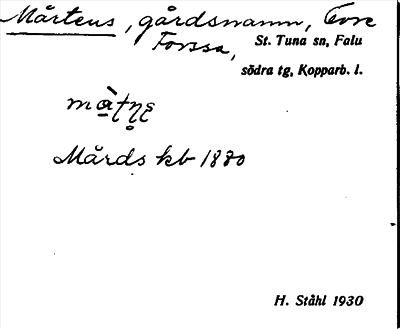 Mårtens, gårdsnamn, Övre
Forssa, St. Tuna sn, Falu
södra tg, Kopparb. l.
Mårds kb 1880
H. Ståhl 1930